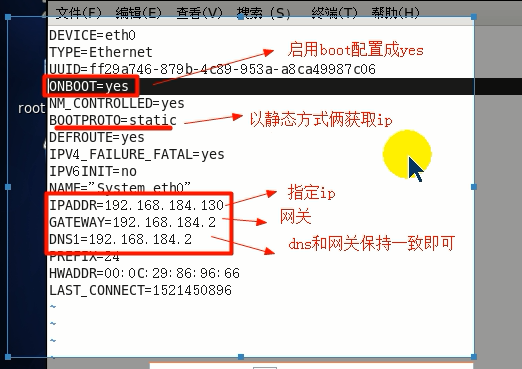 文件(F) 编辑(E) 查看(V) 搜索(S) 终端(T) 帮助(H)
DEVICE=eth0
TYPE=Ethernet
启用boot配置成yes
UUID=ff29a746-879b-4c89-953a-a8ca49987c06
ONBOOT=yes
root
NM_CONTROLLED=yes
BOOTPROTO=static
以静态方式俩获取ip
DEFROUTE=yes
IPV4_FAILURE_FATAL=yes
IPV6INIT=no
NAME="System eth0"
指定ip
IPADDR=192.168.184.130
网关
GATEWAY=192.168.184.2
DNS1=192.168.184.2
dns和网关保持一致即可
PREFIX=24
HWADDR=00:0C:29:86:96:66
LAST_CONNECT=1521450896
~
~
~
~